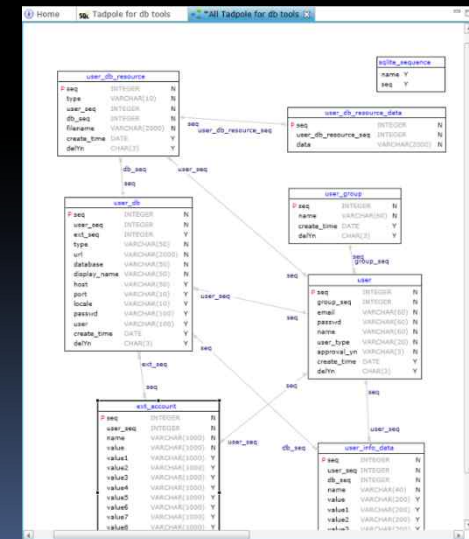 Home
SQL Tadpole for db tools
*All Tadpole for db tools
sqlite_sequence
name Y
seq Y
user_db_resource
P seq INTEGER N
type VARCHAR(10) N
user_seq INTEGER N
db_seq INTEGER N
filename VARCHAR(2000) N
create_time DATE Y
delYn CHAR(3) Y
seq
user_db_resource_seq
user_db_resource_data
P seq INTEGER N
user_db_resource_seq INTEGER N
data VARCHAR(2000) N
db_seq
seq
user_seq
user_db
P seq INTEGER N
user_seq INTEGER N
ext_seq INTEGER Y
type VARCHAR(50) N
url VARCHAR(2000) N
database VARCHAR(50) N
display_name VARCHAR(50) N
host VARCHAR(50) Y
port VARCHAR(10) Y
locale VARCHAR(10) Y
passwd VARCHAR(100) Y
user VARCHAR(100) Y
create_time DATE Y
delYn CHAR(3) Y
user_group
P seq INTEGER N
name VARCHAR(60) N
create_time DATE Y
delYn CHAR(3) Y
seq
group_seq
seq
user_seq
seq
user
P seq INTEGER N
group_seq INTEGER N
email VARCHAR(60) N
passwd VARCHAR(60) N
name VARCHAR(60) N
user_type VARCHAR(20) N
approval_yn VARCHAR(3) N
create_time DATE Y
delYn CHAR(3) Y
ext_seq
seq
seq
seq
seq
user_seq
user_seq
db_seq
ext_account
P seq INTEGER N
user_seq INTEGER N
name VARCHAR(1000) N
value VARCHAR(1000) N
value1 VARCHAR(1000) Y
value2 VARCHAR(1000) Y
value3 VARCHAR(1000) Y
value4 VARCHAR(1000) Y
value5 VARCHAR(1000) Y
value6 VARCHAR(1000) Y
value7 VARCHAR(1000) Y
value8 VARCHAR(1000) Y
user_info_data
P seq INTEGER N
user_seq INTEGER N
db_seq INTEGER N
name VARCHAR(40) N
value VARCHAR(200) Y
value1 VARCHAR(200) Y
value2 VARCHAR(200) Y
value3 VARCHAR(200) Y